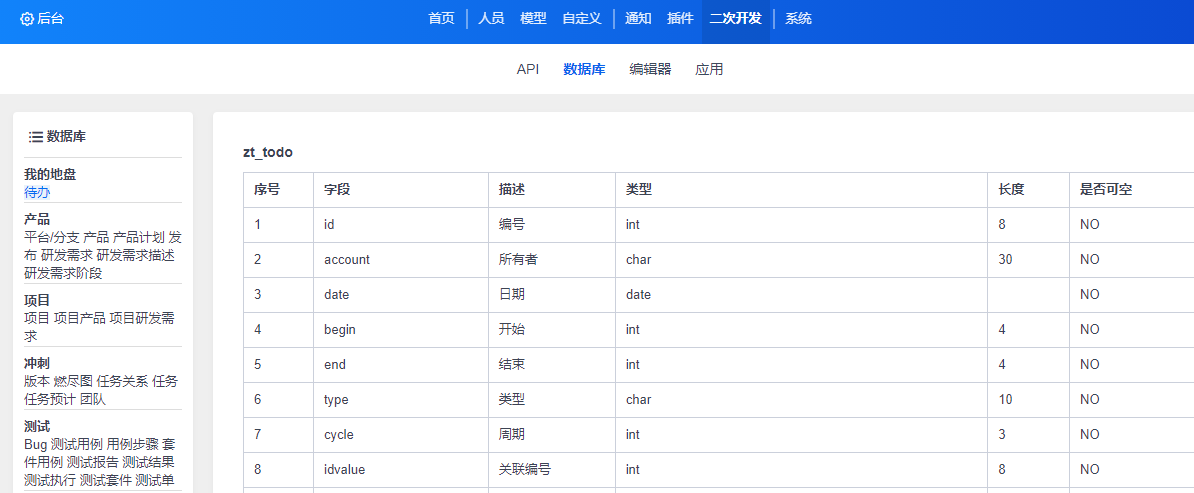 后台 首页 人员 模型 自定义 通知 插件 二次开发 系统
API 数据库 编辑器 应用
数据库
我的地盘
待办
产品
平台/分支 产品 产品计划 发
布 研发需求 研发需求描述
研发需求阶段
项目
项目 项目产品 项目研发需
求
冲刺
版本 燃尽图 任务关系 任务
任务预计 团队
测试
Bug 测试用例 用例步骤 套
件用例 测试报告 测试结果
测试执行 测试套件 测试单
zt_todo
序号 字段 描述 类型 长度 是否可空
1 id 编号 int 8 NO
2 account 所有者 char 30 NO
3 date 日期 date NO
4 begin 开始 int 4 NO
5 end 结束 int 4 NO
6 type 类型 char 10 NO
7 cycle 周期 int 3 NO
8 idvalue 关联编号 int 8 NO